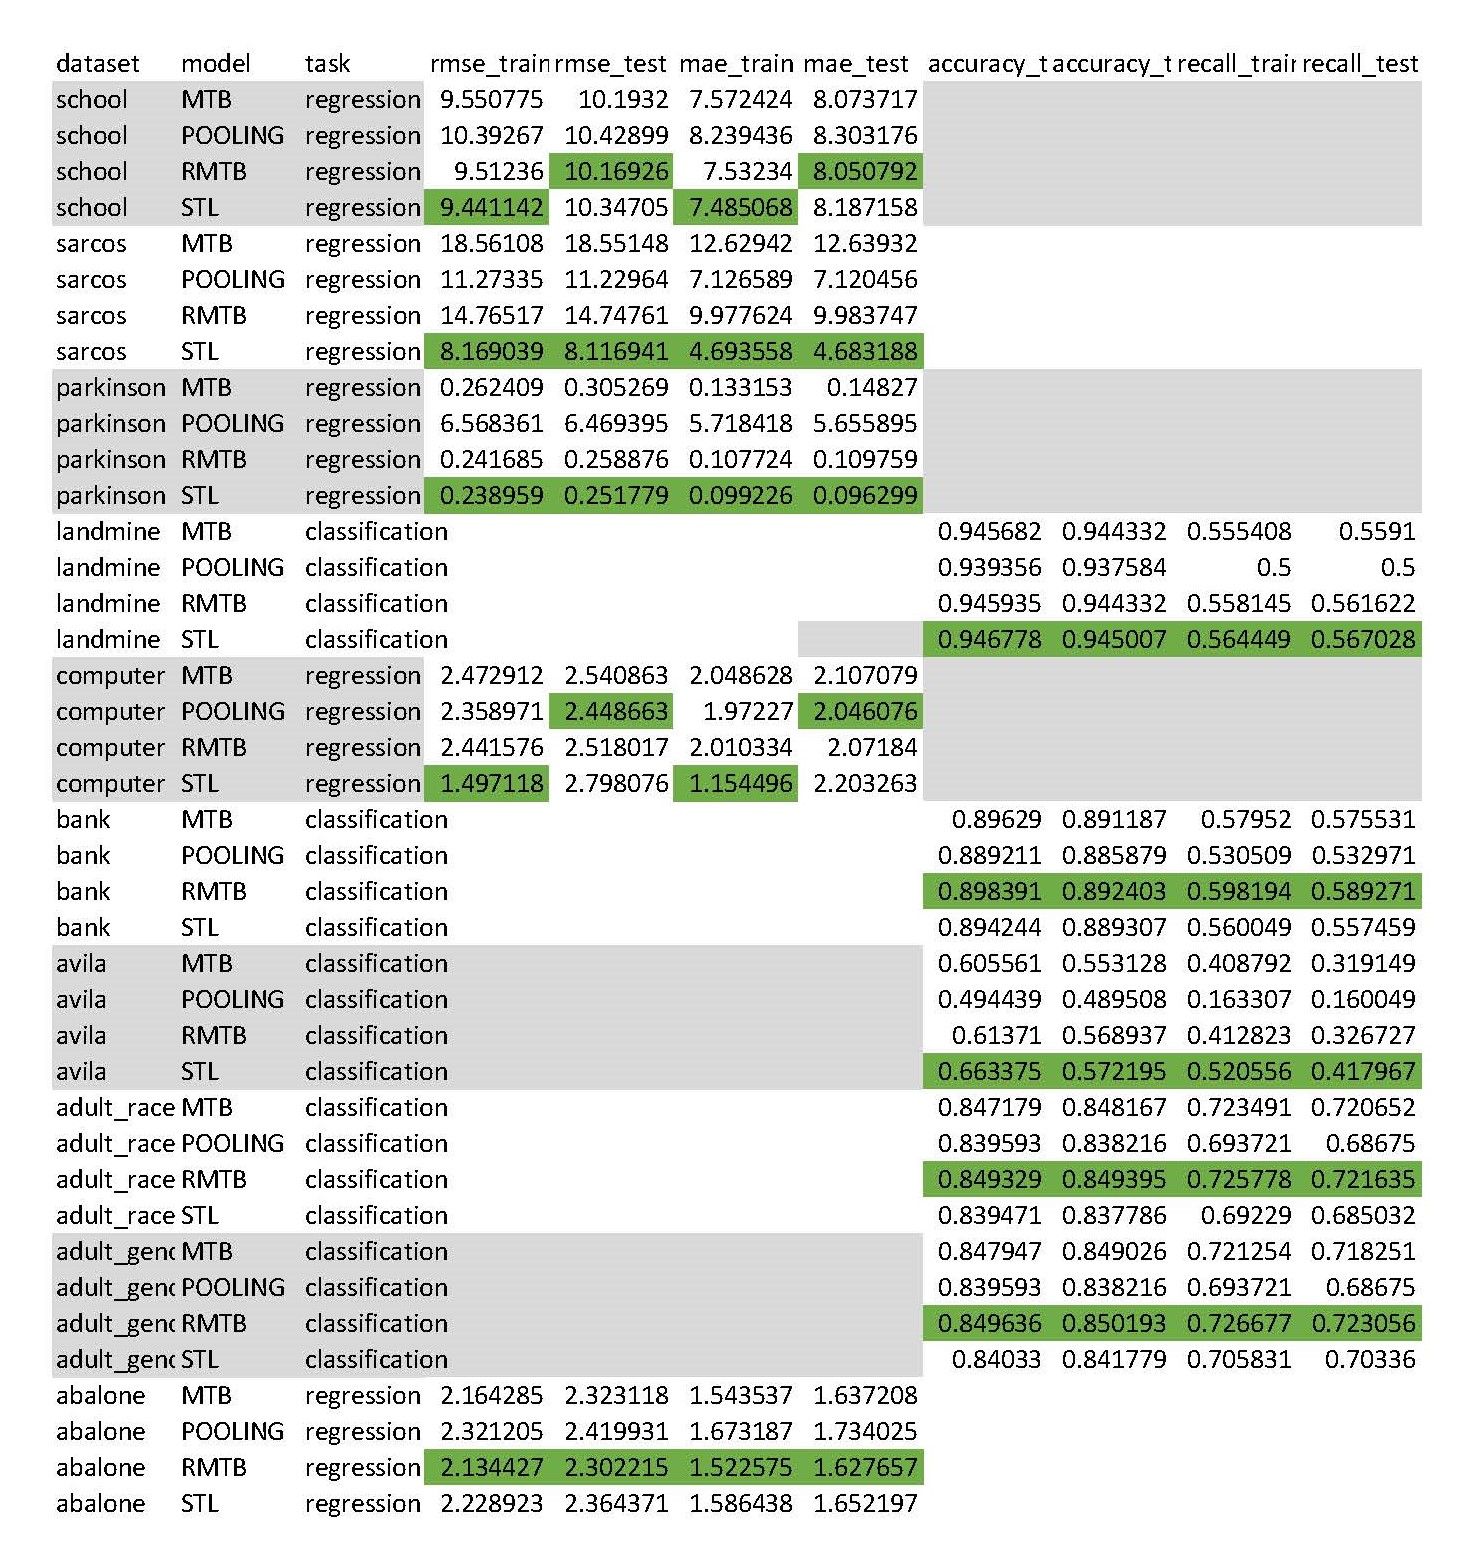 dataset model task rmse_train rmse_test mae_train mae_test accuracy_t accuracy_t recall_train recall_test
school MTB regression 9.550775 10.1932 7.572424 8.073717
school POOLING regression 10.39267 10.42899 8.239436 8.303176
school RMTB regression 9.51236 10.16926 7.53234 8.050792
school STL regression 9.441142 10.34705 7.485068 8.187158
sarcos MTB regression 18.56108 18.55148 12.62942 12.63932
sarcos POOLING regression 11.27335 11.22964 7.126589 7.120456
sarcos RMTB regression 14.76517 14.74761 9.977624 9.983747
sarcos STL regression 8.169039 8.116941 4.693558 4.683188
parkinson MTB regression 0.262409 0.305269 0.133153 0.14827
parkinson POOLING regression 6.568361 6.469395 5.718418 5.655895
parkinson RMTB regression 0.241685 0.258876 0.107724 0.109759
parkinson STL regression 0.238959 0.251779 0.099226 0.096299
landmine MTB classification 0.945682 0.944332 0.555408 0.5591
landmine POOLING classification 0.939356 0.937584 0.5 0.5
landmine RMTB classification 0.945935 0.944332 0.558145 0.561622
landmine STL classification 0.946778 0.945007 0.564449 0.567028
computer MTB regression 2.472912 2.540863 2.048628 2.107079
computer POOLING regression 2.358971 2.448663 1.97227 2.046076
computer RMTB regression 2.441576 2.518017 2.010334 2.07184
computer STL regression 1.497118 2.798076 1.154496 2.203263
bank MTB classification 0.89629 0.891187 0.57952 0.575531
bank POOLING classification 0.889211 0.885879 0.530509 0.532971
bank RMTB classification 0.898391 0.892403 0.598194 0.589271
bank STL classification 0.894244 0.889307 0.560049 0.557459
avila MTB classification 0.605561 0.553128 0.408792 0.319149
avila POOLING classification 0.494439 0.489508 0.163307 0.160049
avila RMTB classification 0.61371 0.568937 0.412823 0.326727
avila STL classification 0.663375 0.572195 0.520556 0.417967
adult_race MTB classification 0.847179 0.848167 0.723491 0.720652
adult_race POOLING classification 0.839593 0.838216 0.693721 0.68675
adult_race RMTB classification 0.849329 0.849395 0.725778 0.721635
adult_race STL classification 0.839471 0.837786 0.69229 0.685032
adult_gend MTB classification 0.847947 0.849026 0.721254 0.718251
adult_gend POOLING classification 0.839593 0.838216 0.693721 0.68675
adult_gend RMTB classification 0.849636 0.850193 0.726677 0.723056
adult_gend STL classification 0.84033 0.841779 0.705831 0.70336
abalone MTB regression 2.164285 2.323118 1.543537 1.637208
abalone POOLING regression 2.321205 2.419931 1.673187 1.734025
abalone RMTB regression 2.134427 2.302215 1.522575 1.627657
abalone STL regression 2.228923 2.364371 1.586438 1.652197